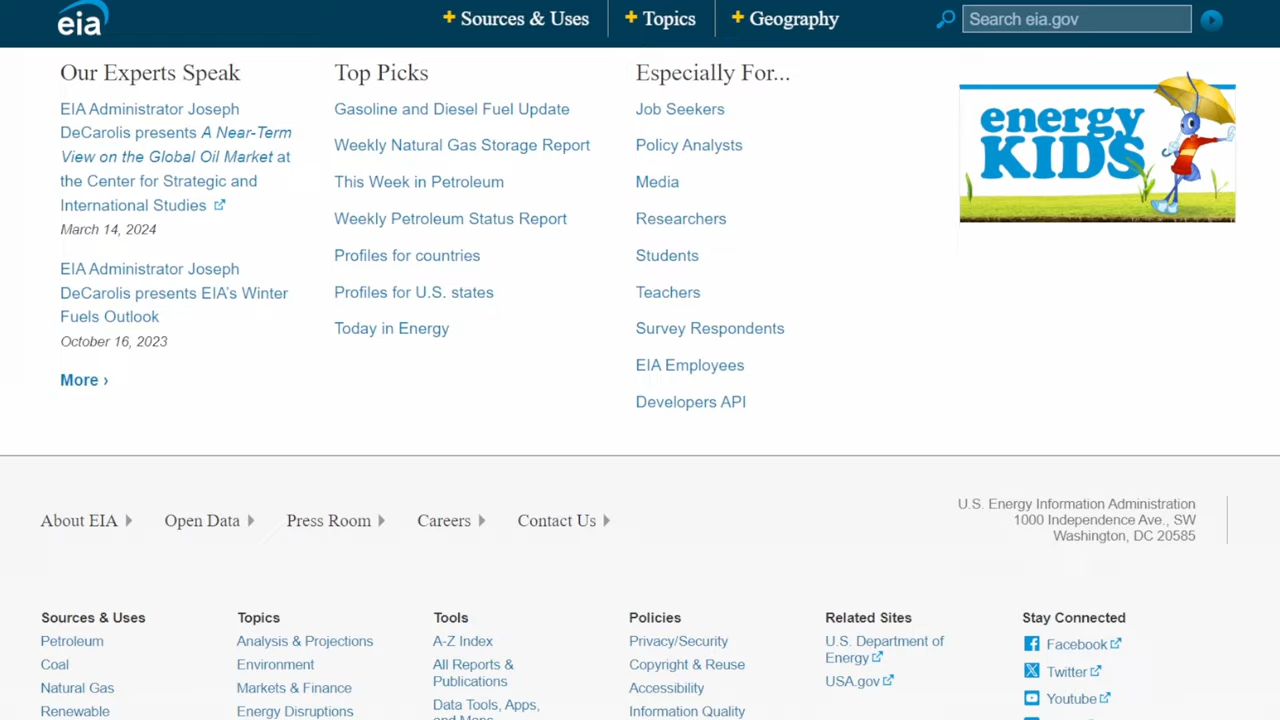 eia
Sources & Uses
Topics
Geography
Search eia.gov
Our Experts Speak
EIA Administrator Joseph
DeCarolis presents A Near-Term
View on the Global Oil Market at
the Center for Strategic and
International Studies
March 14, 2024
EIA Administrator Joseph
DeCarolis presents EIA's Winter
Fuels Outlook
October 16, 2023
More ›
Top Picks
Gasoline and Diesel Fuel Update
Weekly Natural Gas Storage Report
This Week in Petroleum
Weekly Petroleum Status Report
Profiles for countries
Profiles for U.S. states
Today in Energy
Especially For...
Job Seekers
Policy Analysts
Media
Researchers
Students
Teachers
Survey Respondents
EIA Employees
Developers API
energy
KIDS
About EIA
Open Data
Press Room
Careers
Contact Us
U.S. Energy Information Administration
1000 Independence Ave., SW
Washington, DC 20585
Sources & Uses
Petroleum
Coal
Natural Gas
Renewable
Topics
Analysis & Projections
Environment
Markets & Finance
Energy Disruptions
Tools
A-Z Index
All Reports &
Publications
Data Tools, Apps,
Policies
Privacy/Security
Copyright & Reuse
Accessibility
Information Quality
Related Sites
U.S. Department of
Energy
USA.gov
Stay Connected
Facebook
Twitter
Youtube